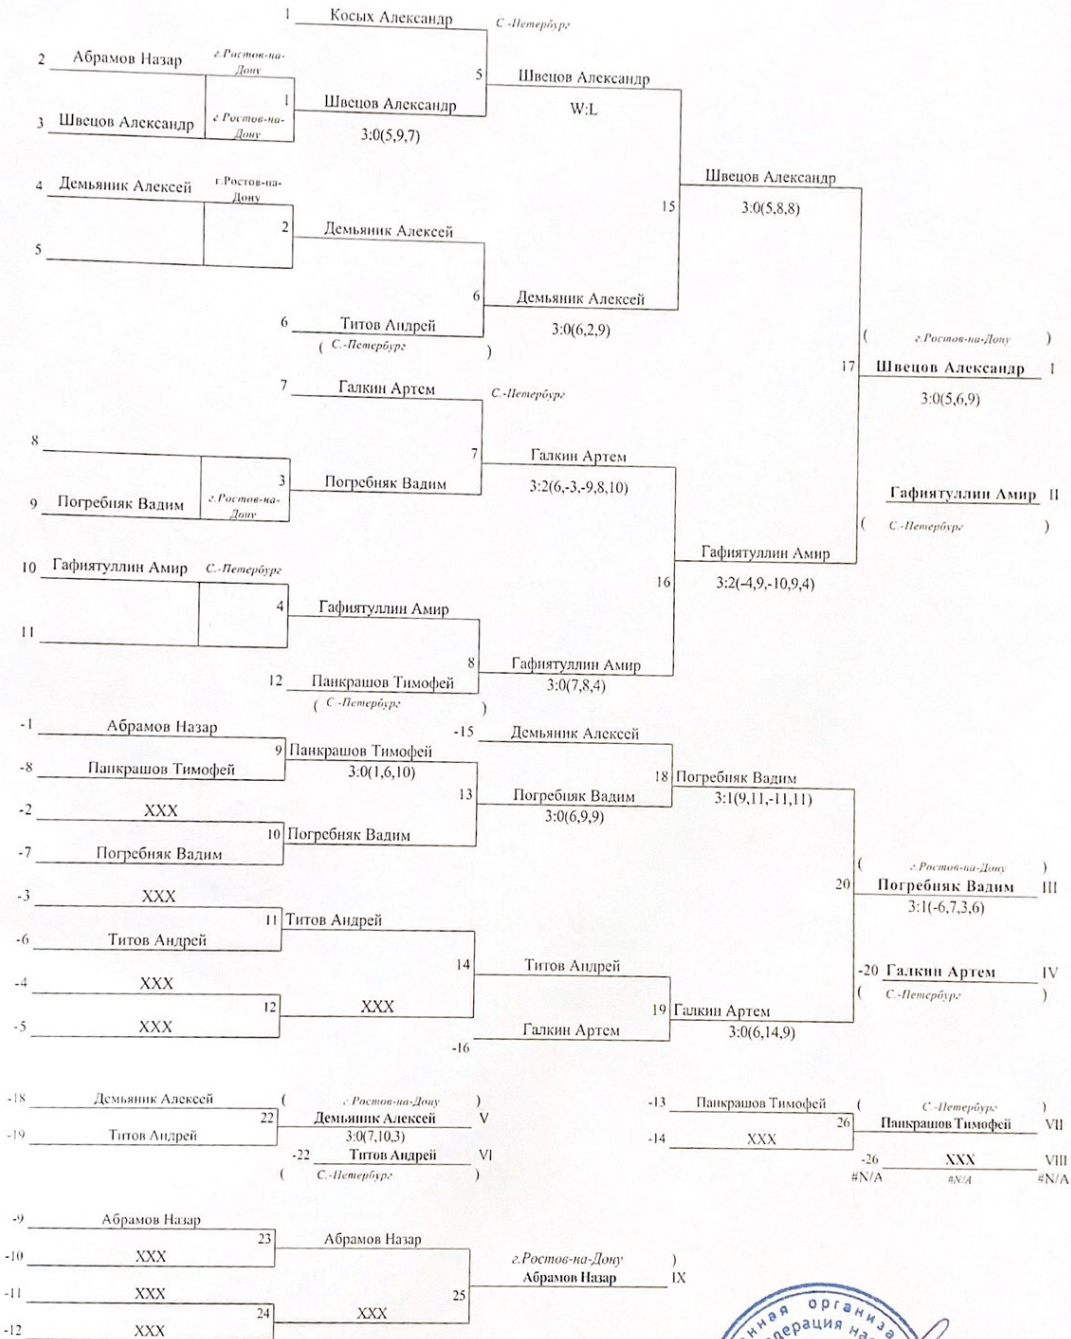 1 Косых Александр С.-Петербург
2 Абрамов Назар г.Ростов-на-Дону
5 Швецов Александр
1 Швецов Александр W:L
3 Швецов Александр г.Ростов-на-Дону 3:0(5,9,7)
4 Демьяник Алексей г.Ростов-на-Дону
Швецов Александр
15 3:0(5,8,8)
2 Демьяник Алексей
5
6 Демьяник Алексей
6 Титов Андрей 3:0(6,2,9)
( С.-Петербург )
( г.Ростов-на-Дону )
17 Швецов Александр I
3:0(5,6,9)
7 Галкин Артем С.-Петербург
8
7 Галкин Артем
3 Погребняк Вадим 3:2(6,-3,-9,8,10)
9 Погребняк Вадим г.Ростов-на-Дону
Гафиятуллин Амир II
( С.-Петербург )
10 Гафиятуллин Амир С.-Петербург
Гафиятуллин Амир
16 3:2(-4,9,-10,9,4)
4 Гафиятуллин Амир
11
8 Гафиятуллин Амир
12 Панкрашов Тимофей 3:0(7,8,4)
( С.-Петербург )
-1 Абрамов Назар
-15 Демьяник Алексей
9 Панкрашов Тимофей
-8 Панкрашов Тимофей 3:0(1,6,10)
18 Погребняк Вадим
13 Погребняк Вадим 3:1(9,11,-11,11)
-2 XXX 3:0(6,9,9)
10 Погребняк Вадим
-7 Погребняк Вадим
( г.Ростов-на-Дону )
20 Погребняк Вадим III
3:1(-6,7,3,6)
-3 XXX
11 Титов Андрей
-6 Титов Андрей
14 Титов Андрей
-20 Галкин Артем IV
( С.-Петербург )
-4 XXX
12 XXX
19 Галкин Артем
-5 XXX
Галкин Артем 3:0(6,14,9)
-16
-18 Демьяник Алексей ( г.Ростов-на-Дону )
22 Демьяник Алексей V
-19 Титов Андрей 3:0(7,10,3)
-22 Титов Андрей VI
( С.-Петербург )
-13 Панкрашов Тимофей ( С.-Петербург )
26 Панкрашов Тимофей VII
-14 XXX
-26 XXX VIII
#N/A #N/A #N/A
-9 Абрамов Назар
23 Абрамов Назар
-10 XXX
г.Ростов-на-Дону )
25 Абрамов Назар IX
-11 XXX
24 XXX
-12 XXX